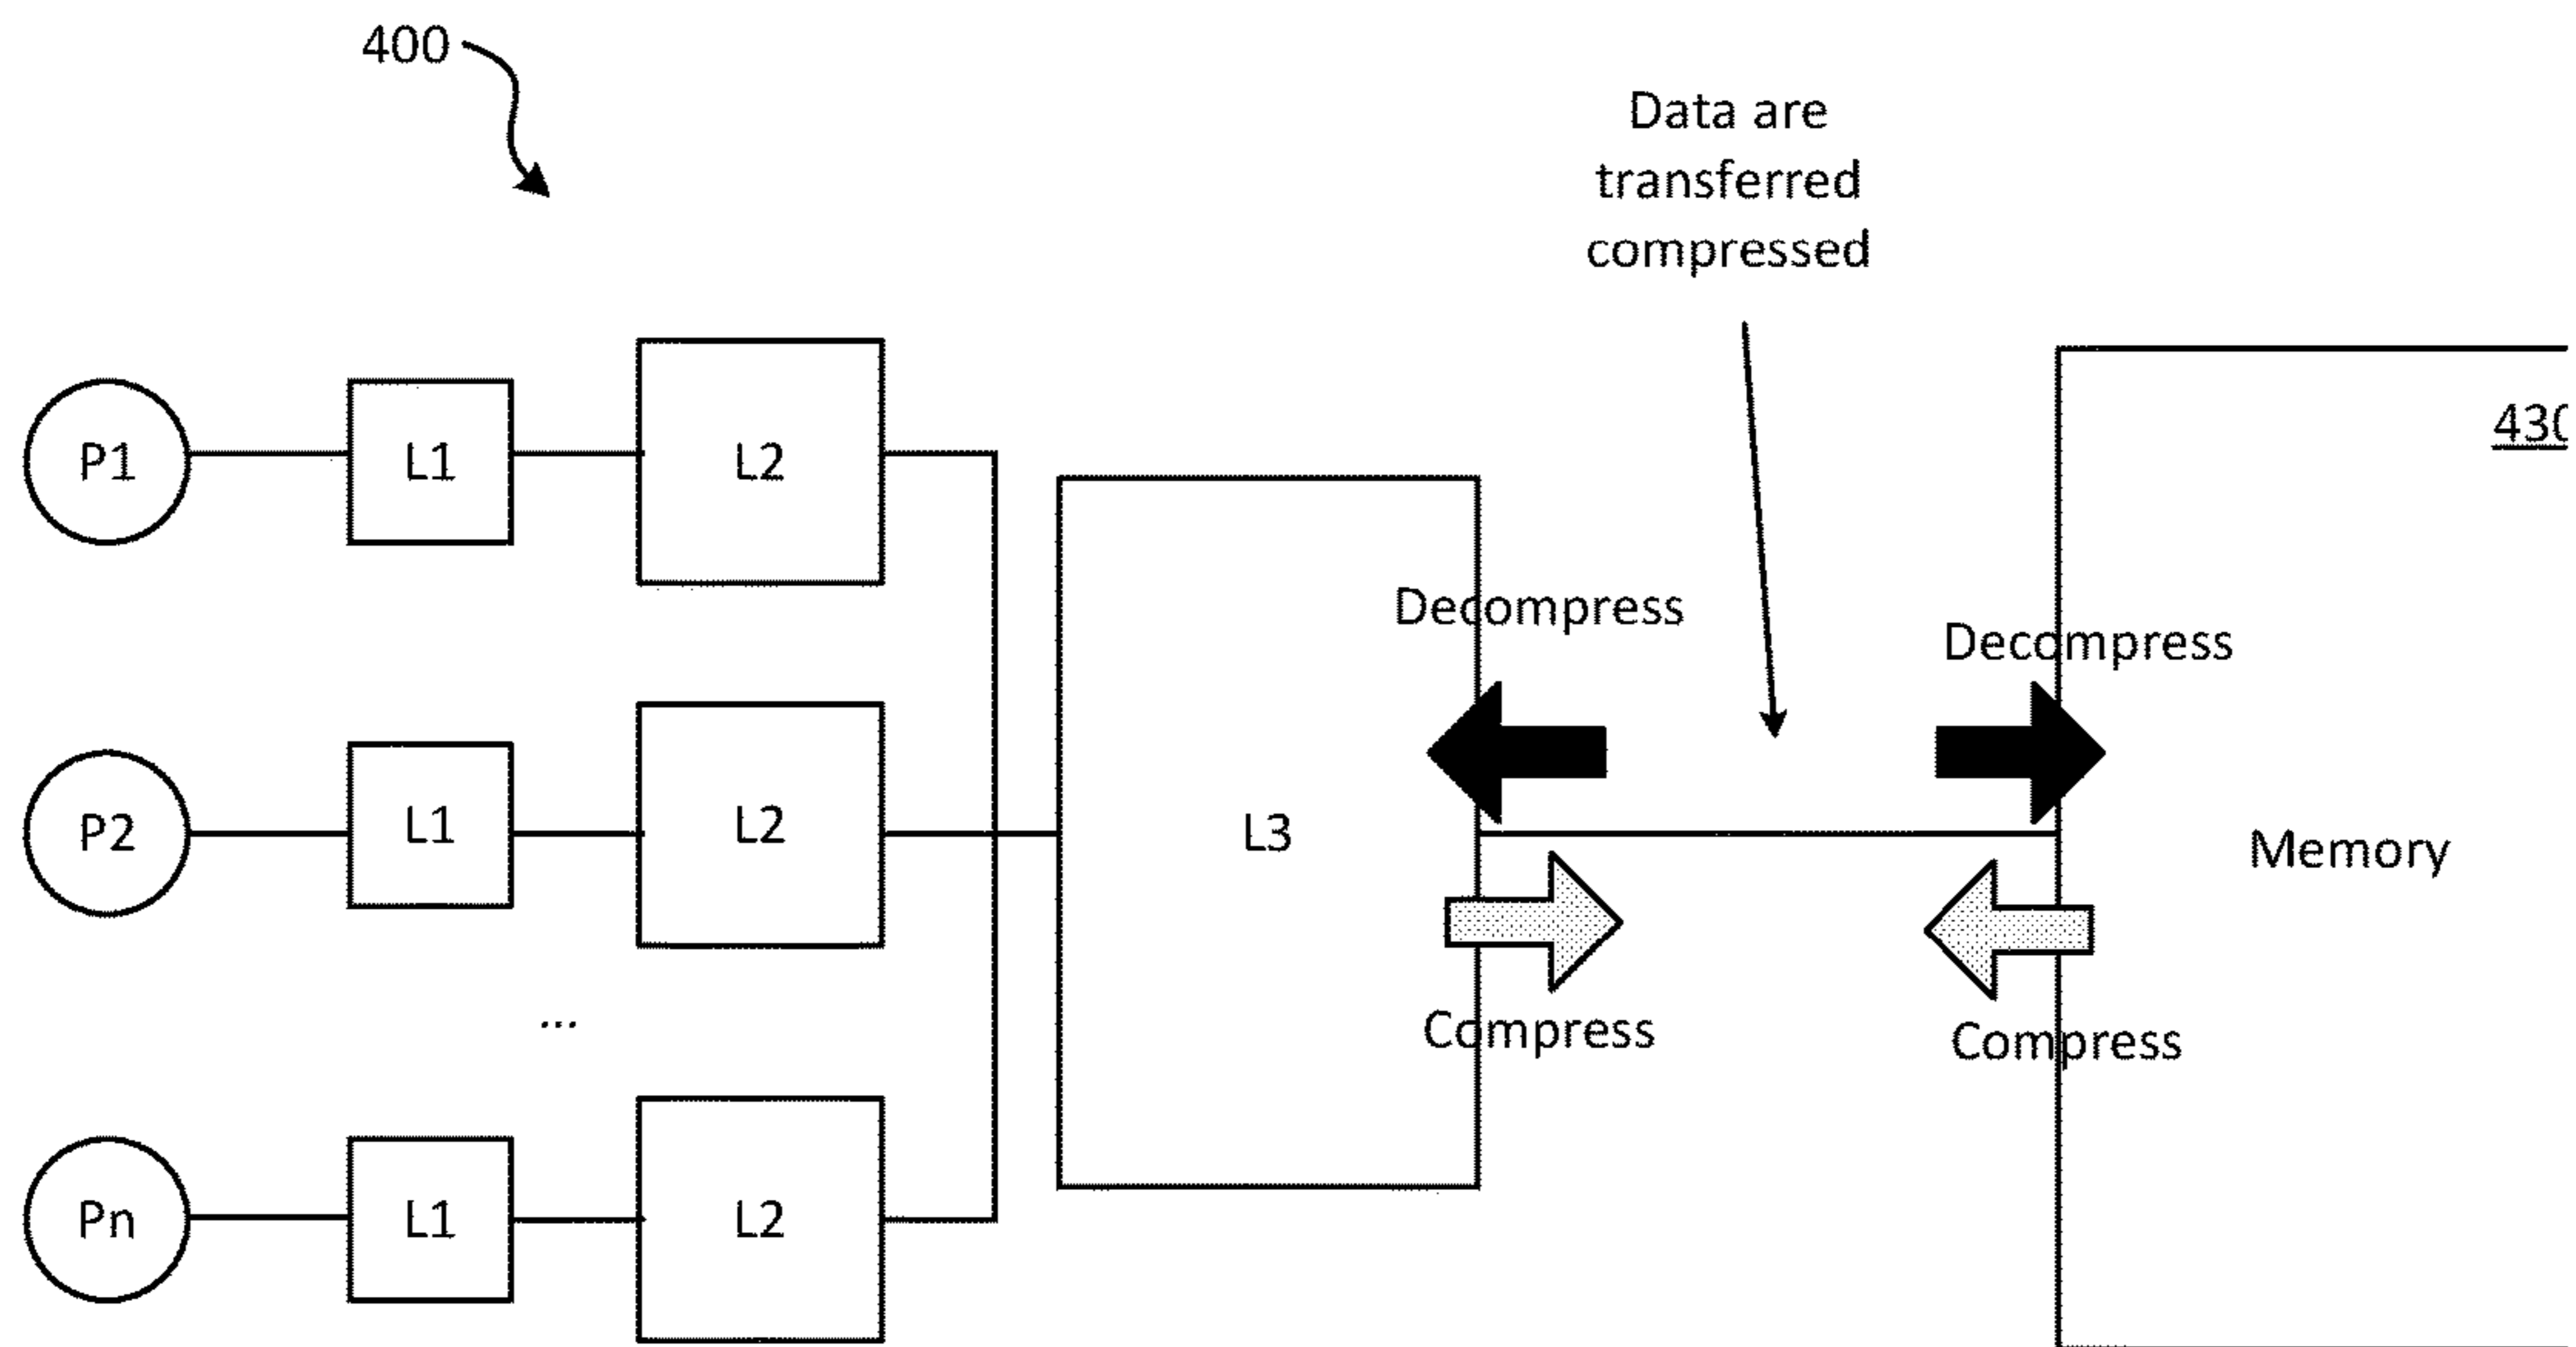 400
Data are
transferred
compressed
P1
L1
L2
Decompress
Decompress
P2
L1
L2
L3
Memory
...
Compress
Compress
Pn
L1
L2